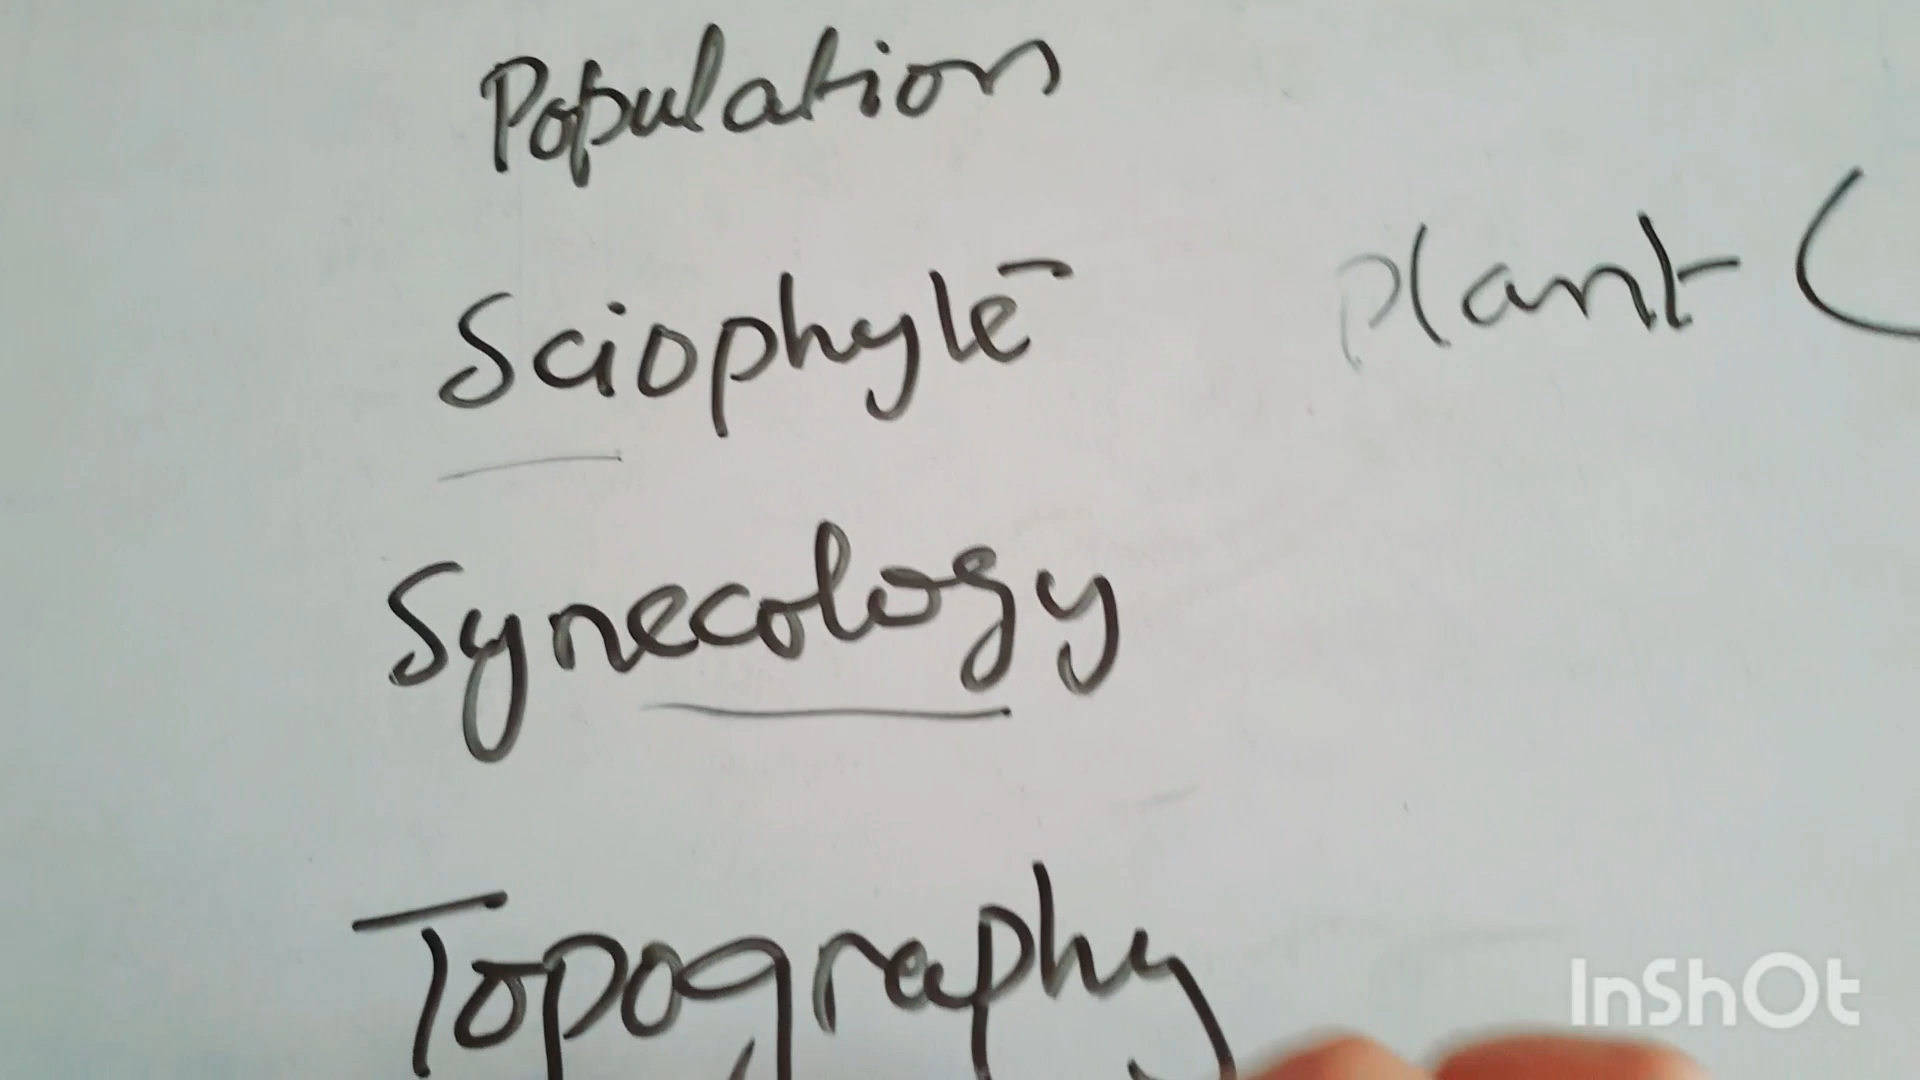 Population
Sciophyte
Plant (
Synecology
Topography
InShOt